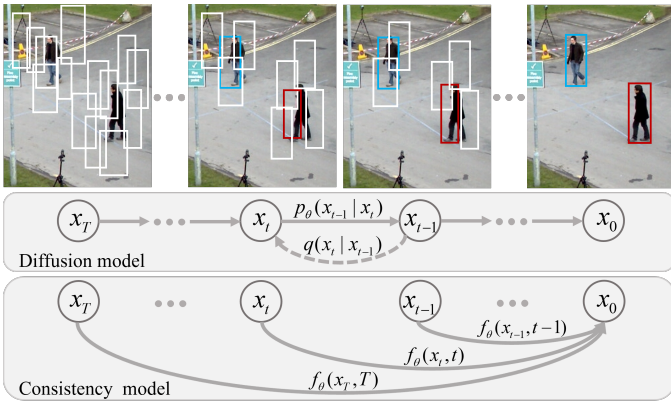 x_T
x_t
p_θ(x_{t-1} | x_t)
q(x_t | x_{t-1})
x_{t-1}
x_0
Diffusion model
x_T
x_t
x_{t-1}
x_0
f_θ(x_{t-1}, t−1)
f_θ(x_t, t)
f_θ(x_T, T)
Consistency model